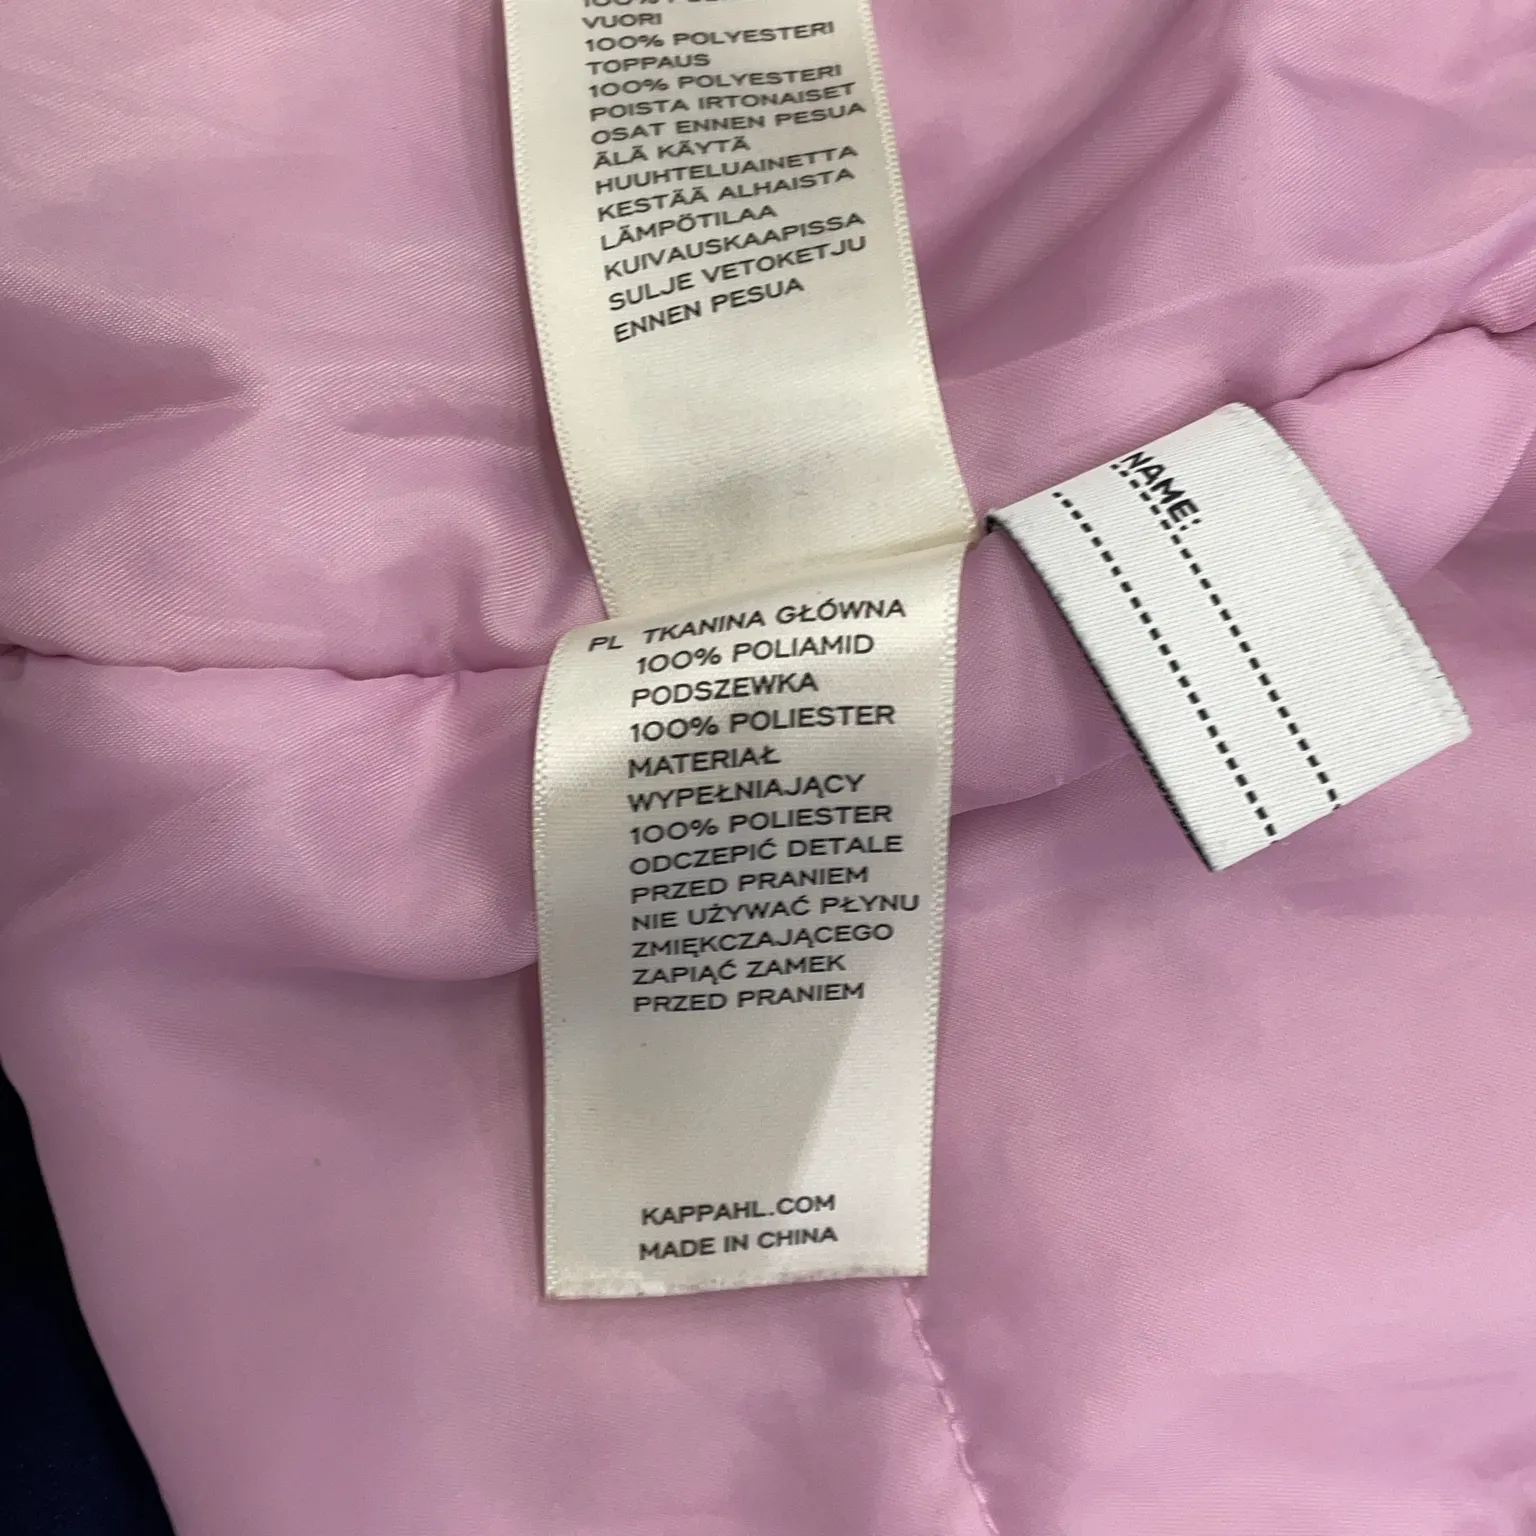 VUORI
100% POLYESTERI
TOPPAUS
100% POLYESTERI
POISTA IRTONAISET
OSAT ENNEN PESUA
ÄLÄ KÄYTÄ
HUUHTELUAINETTA
KESTÄÄ ALHAISTA
LÄMPÖTILAA
KUIVAUSKAAPISSA
SULJE VETOKETJU
ENNEN PESUA
NAME:
PL TKANINA GŁÓWNA
100% POLIAMID
PODSZEWKA
100% POLIESTER
MATERIAŁ
WYPEŁNIAJĄCY
100% POLIESTER
ODCZEPIĆ DETALE
PRZED PRANIEM
NIE UŻYWAĆ PŁYNU
ZMIĘKCZAJĄCEGO
ZAPIĄĆ ZAMEK
PRZED PRANIEM
KAPPAHL.COM
MADE IN CHINA